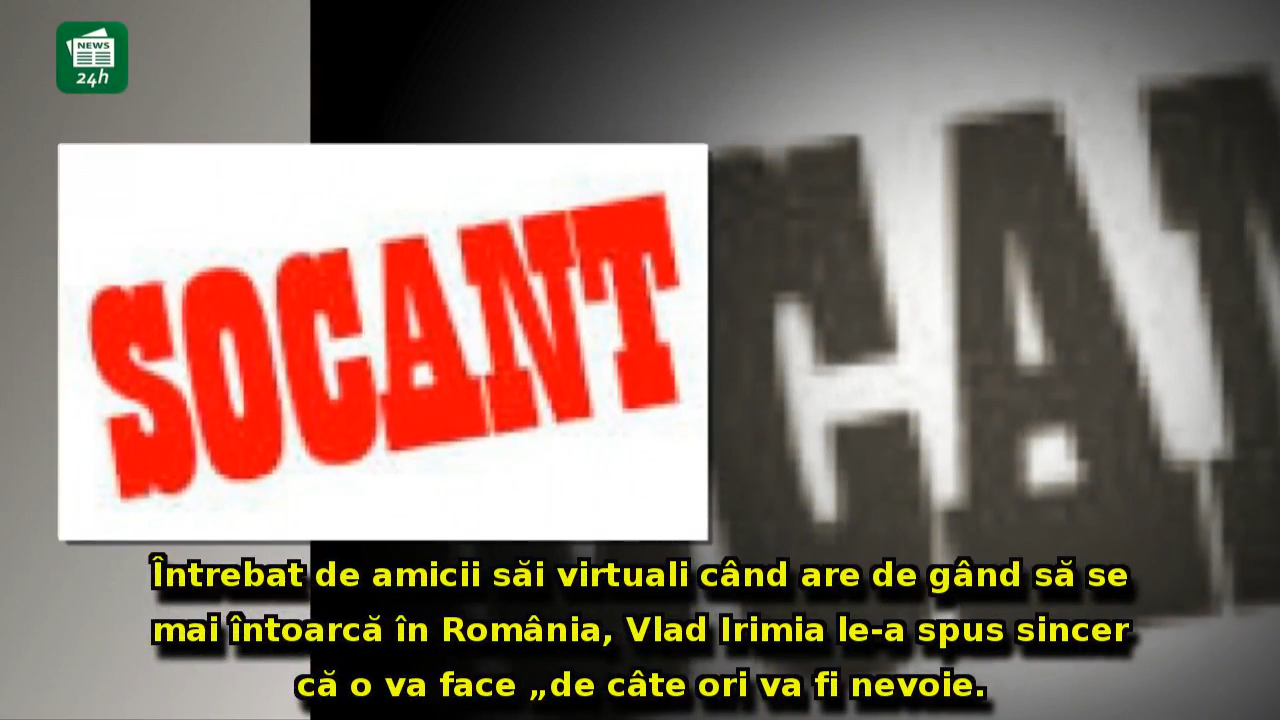 NEWS
24h
SOCANT
CAN
Întrebat de amicii săi virtuali când are de gând să se
mai întoarcă în România, Vlad Irimia le-a spus sincer
că o va face „de câte ori va fi nevoie.